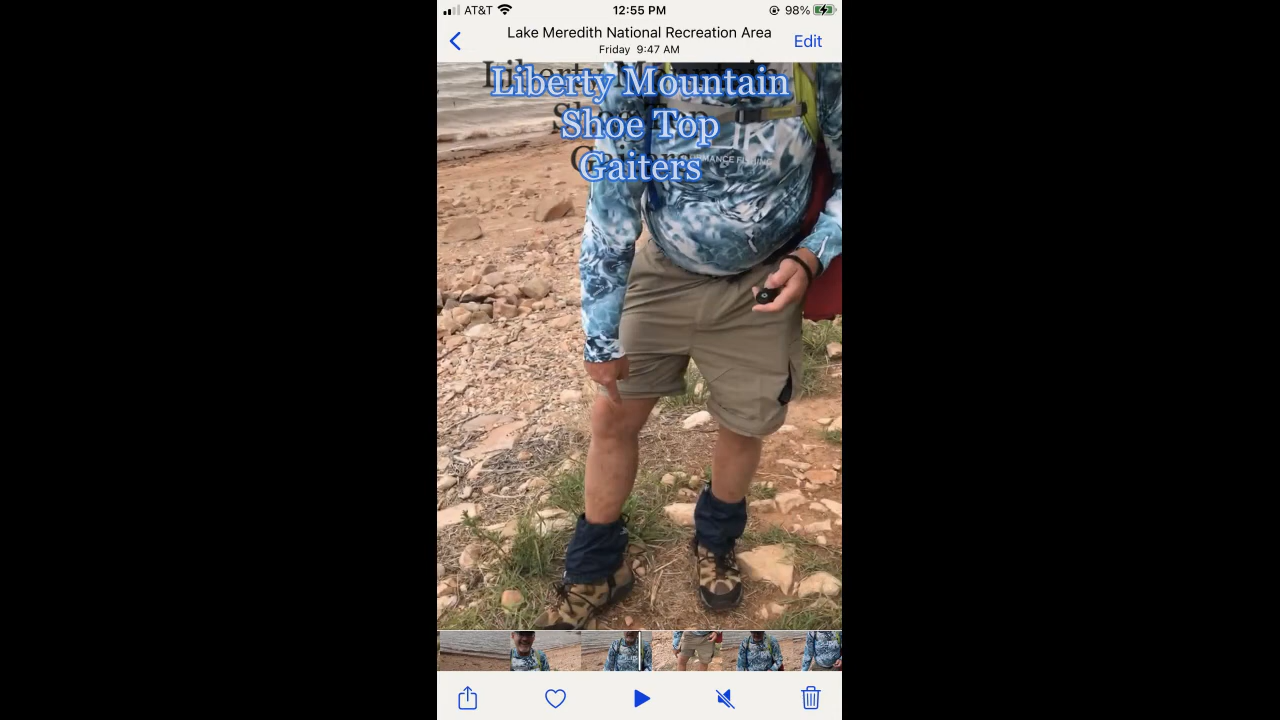 AT&T
12:55 PM
98%
Lake Meredith National Recreation Area
Friday 9:47 AM
Edit
Liberty Mountain
Shoe Top
Gaiters